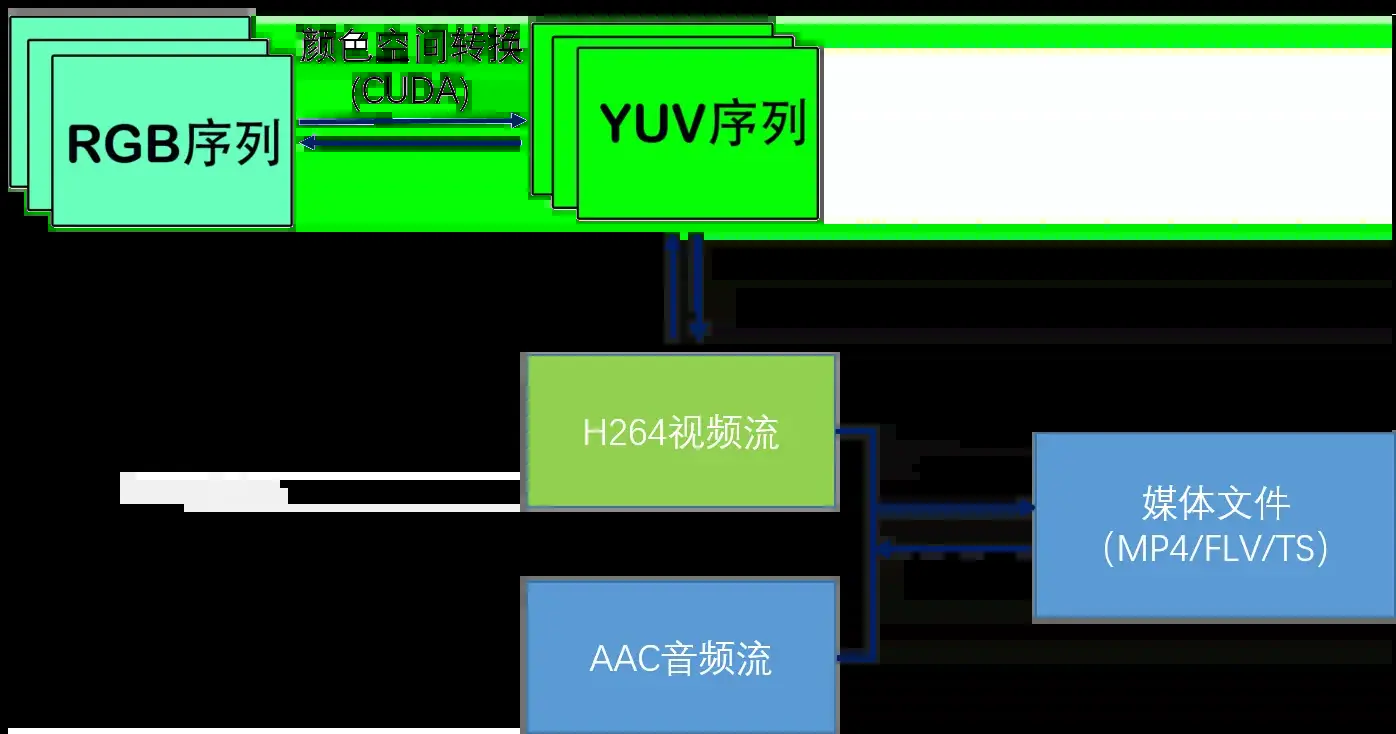 颜色空间转换
(CUDA)
RGB序列
YUV序列
H264视频流
媒体文件
（MP4/FLV/TS）
AAC音频流